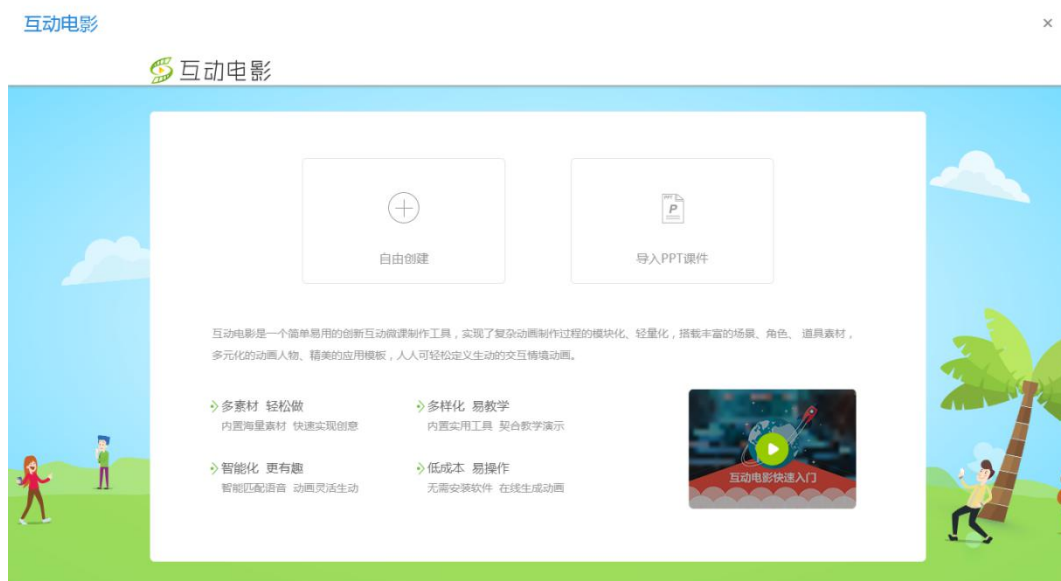 互动电影
×
互动电影
自由创建
PPT
P
导入PPT课件
互动电影是一个简单易用的创新互动微课制作工具，实现了复杂动画制作过程的模块化、轻量化，搭载丰富的场景、角色、 道具素材，
多元化的动画人物、精美的应用模板，人人可轻松定义生动的交互情境动画。
多素材 轻松做
内置海量素材 快速实现创意
多样化 易教学
内置实用工具 契合教学演示
智能化 更有趣
智能匹配语音 动画灵活生动
低成本 易操作
无需安装软件 在线生成动画
互动电影快速入门